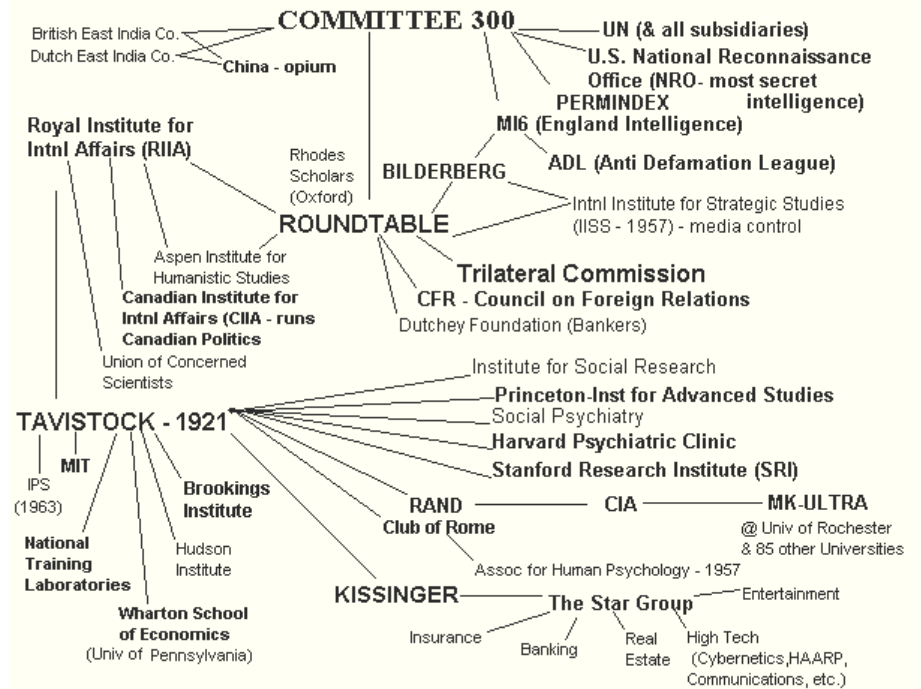 COMMITTEE 300
British East India Co.
Dutch East India Co.
China - opium
UN (& all subsidiaries)
U.S. National Reconnaissance
Office (NRO- most secret
intelligence)
PERMINDEX
MI6 (England Intelligence)
ADL (Anti Defamation League)
Royal Institute for
Intnl Affairs (RIIA)
Rhodes
Scholars
(Oxford)
BILDERBERG
Intnl Institute for Strategic Studies
(IISS - 1957) - media control
ROUNDTABLE
Aspen Institute for
Humanistic Studies
Trilateral Commission
Canadian Institute for
Intnl Affairs (CIIA - runs
Canadian Politics
CFR - Council on Foreign Relations
Dutchey Foundation (Bankers)
Union of Concerned
Scientists
Institute for Social Research
Princeton-Inst for Advanced Studies
Social Psychiatry
Harvard Psychiatric Clinic
Stanford Research Institute (SRI)
TAVISTOCK - 1921
MIT
IPS
(1963)
Brookings
Institute
RAND
CIA
MK-ULTRA
@ Univ of Rochester
& 85 other Universities
Club of Rome
National
Training
Laboratories
Hudson
Institute
Assoc for Human Psychology - 1957
KISSINGER
The Star Group
Entertainment
Wharton School
of Economics
(Univ of Pennsylvania)
Insurance
Banking
Real
Estate
High Tech
(Cybernetics,HAARP,
Communications, etc.)